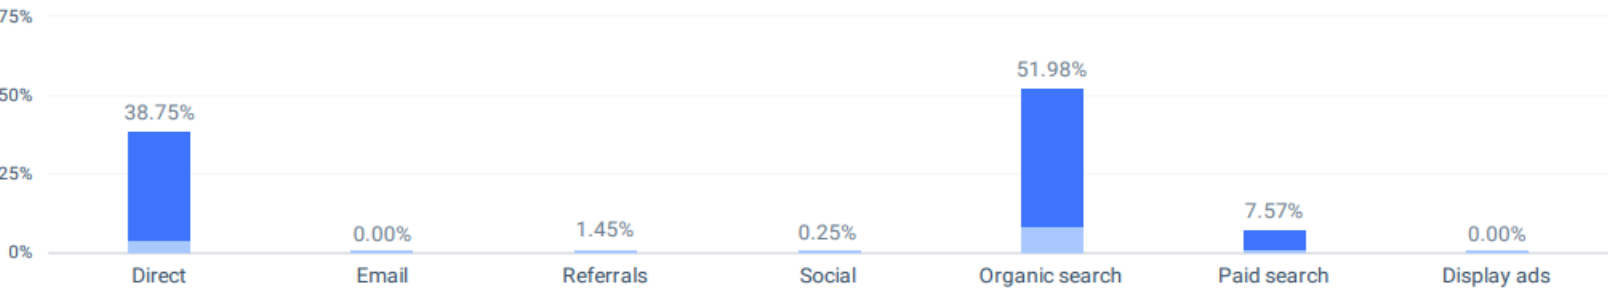 75%
51.98%
50%
38.75%
25%
7.57%
1.45%
0.25%
0.00%
0.00%
0%
Direct
Email
Referrals
Social
Organic search
Paid search
Display ads